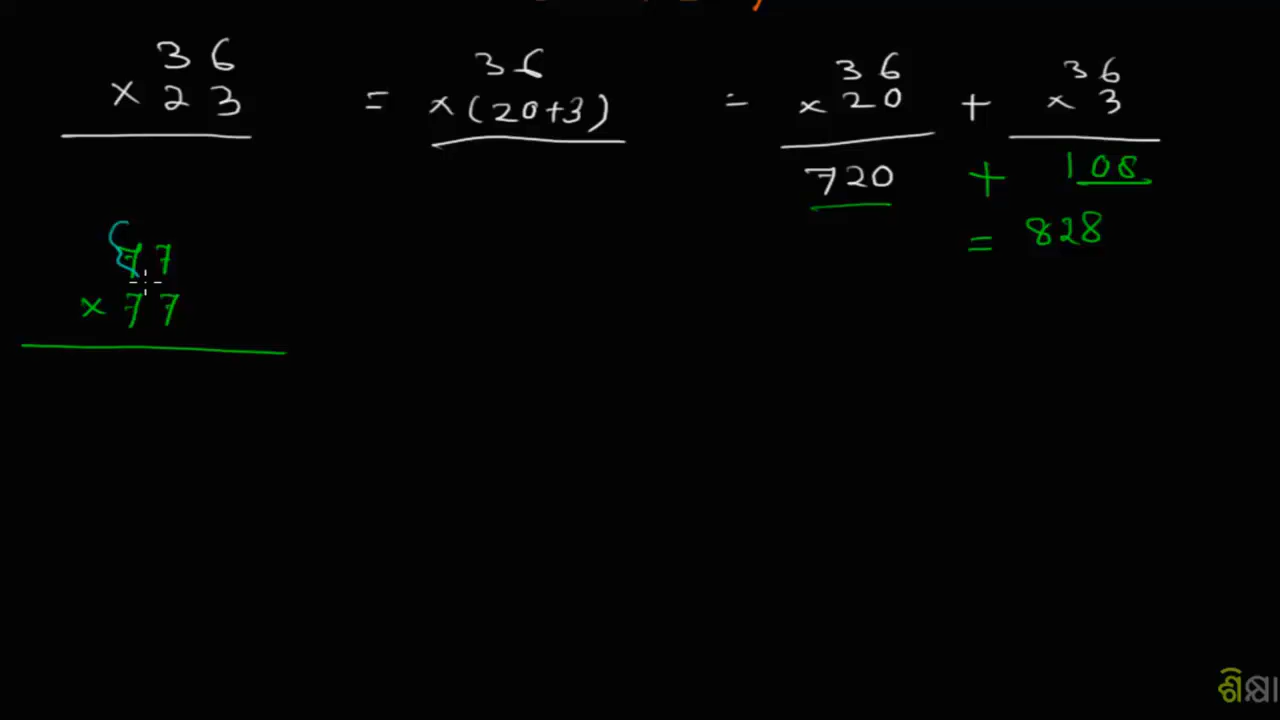 36 36 36 36
× 23 = × (20+3) = × 20 + × 3
720 + 108
= 828
77
× 77
ଶିକ୍ଷା